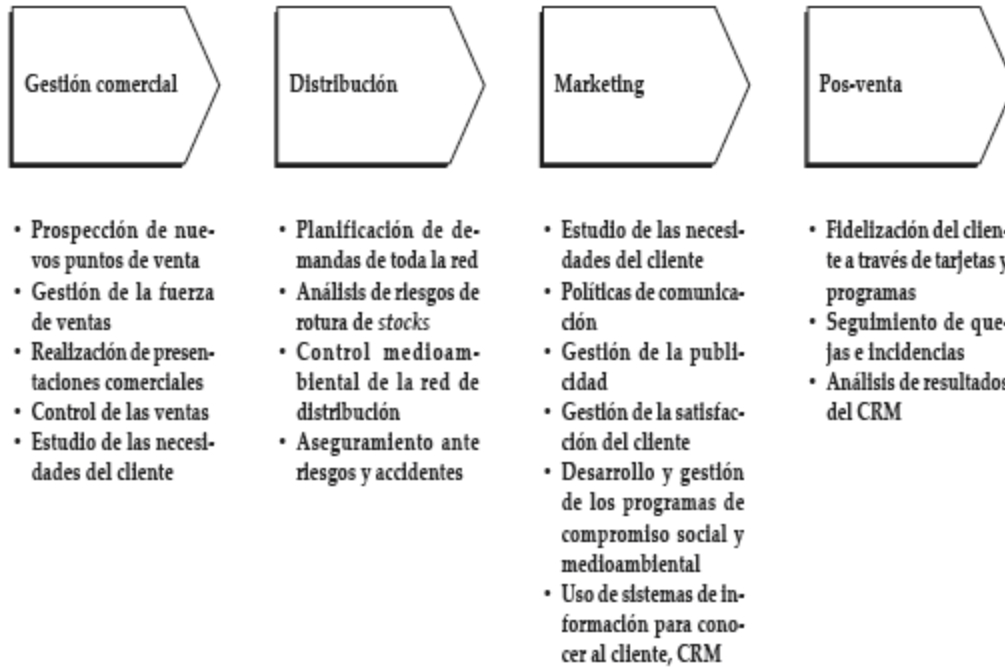 Gestión comercial
Distribución
Marketing
Pos-venta
• Prospección de nue-
vos puntos de venta
• Gestión de la fuerza
de ventas
• Realización de presen-
taciones comerciales
• Control de las ventas
• Estudio de las necesi-
dades del cliente
• Planificación de de-
mandas de toda la red
• Análisis de riesgos de
rotura de stocks
• Control medioam-
biental de la red de
distribución
• Aseguramiento ante
riesgos y accidentes
• Estudio de las necesi-
dades del cliente
• Políticas de comunica-
ción
• Gestión de la publi-
cidad
• Gestión de la satisfac-
ción del cliente
• Desarrollo y gestión
de los programas de
compromiso social y
medioambiental
• Uso de sistemas de in-
formación para cono-
cer al cliente, CRM
• Fidelización del clien-
te a través de tarjetas y
programas
• Seguimiento de que-
jas e incidencias
• Análisis de resultados
del CRM